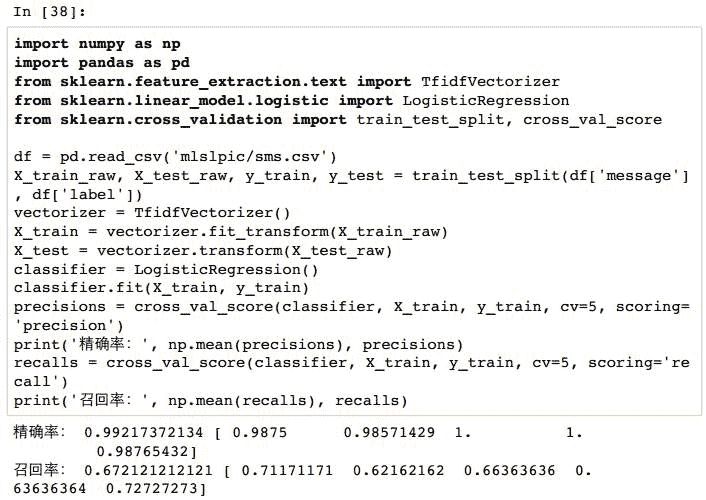 In [38]:
import numpy as np
import pandas as pd
from sklearn.feature_extraction.text import TfidfVectorizer
from sklearn.linear_model.logistic import LogisticRegression
from sklearn.cross_validation import train_test_split, cross_val_score
df = pd.read_csv('mlslpic/sms.csv')
X_train_raw, X_test_raw, y_train, y_test = train_test_split(df['message']
, df['label'])
vectorizer = TfidfVectorizer()
X_train = vectorizer.fit_transform(X_train_raw)
X_test = vectorizer.transform(X_test_raw)
classifier = LogisticRegression()
classifier.fit(X_train, y_train)
precisions = cross_val_score(classifier, X_train, y_train, cv=5, scoring=
'precision')
print('精确率：', np.mean(precisions), precisions)
recalls = cross_val_score(classifier, X_train, y_train, cv=5, scoring='re
call')
print('召回率：', np.mean(recalls), recalls)
精确率： 0.99217372134 [ 0.9875 0.98571429 1. 1.
0.98765432]
召回率： 0.672121212121 [ 0.71171171 0.62162162 0.66363636 0.
63636364 0.72727273]